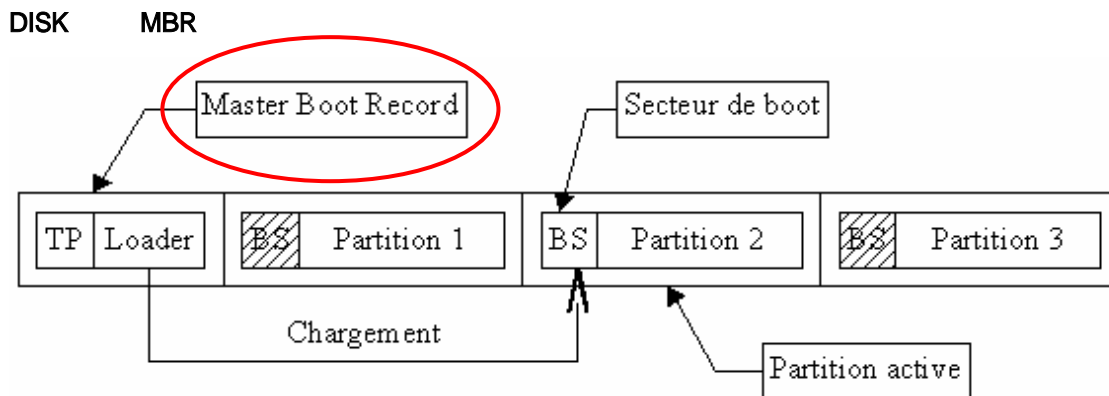 DISK MBR
Master Boot Record Secteur de boot
TP Loader BS Partition 1 BS Partition 2 BS Partition 3
Chargement
Partition active